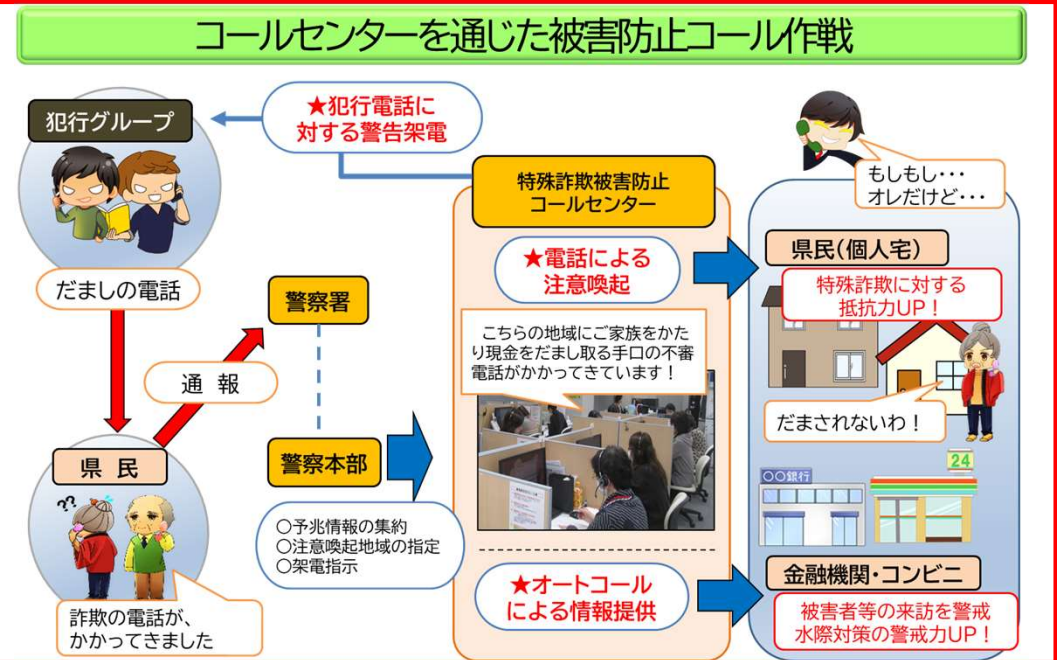 コールセンターを通じた被害防止コール作戦
犯行グループ
★犯行電話に
対する警告架電
だましの電話
警察署
通 報
県 民
??
詐欺の電話が、
かかってきました
警察本部
○予兆情報の集約
○注意喚起地域の指定
○架電指示
特殊詐欺被害防止
コールセンター
★電話による
注意喚起
こちらの地域にご家族をかた
り現金をだまし取る手口の不審
電話がかかってきています！
★オートコール
による情報提供
もしもし・・・
オレだけど・・・
県民（個人宅）
特殊詐欺に対する
抵抗力UP！
だまされないわ！
〇〇銀行
24
金融機関・コンビニ
被害者等の来訪を警戒
水際対策の警戒力UP！